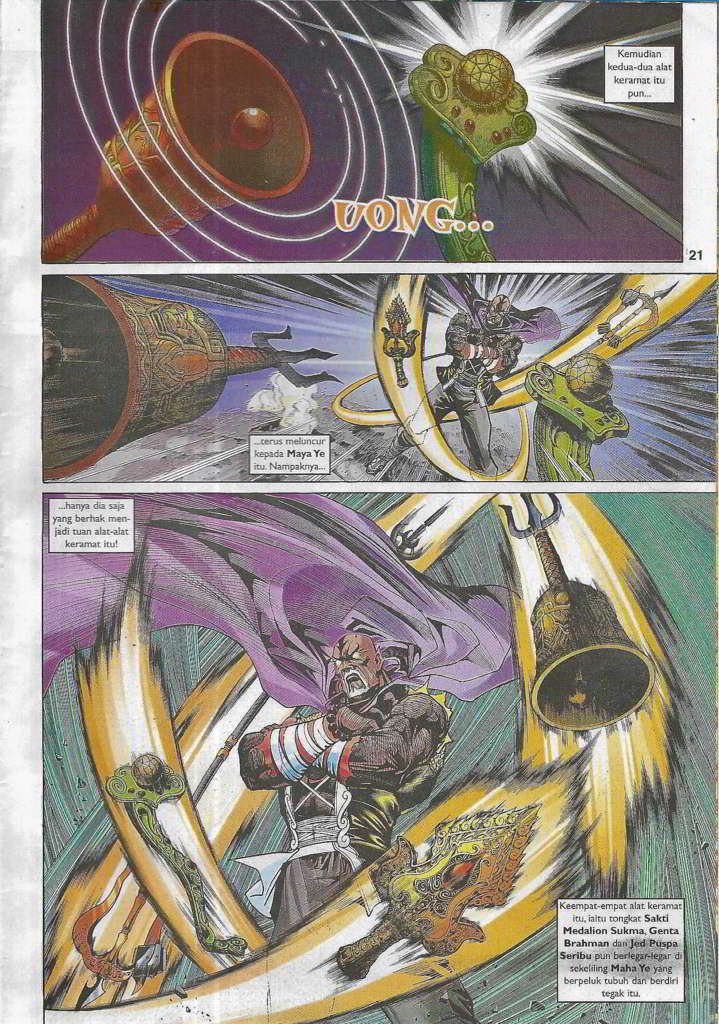 Kemudian
kedua-dua alat
keramat itu
pun...
UONG...
21
...terus meluncur
kepada Maya Ye
itu. Nampaknya...
...hanya dia saja
yang berhak men-
jadi tuan alat-alat
keramat itu!
Keempat-empat alat keramat
itu, iaitu tongkat Sakti
Medalion Sukma, Genta
Brahman dan Jed Puspa
Seribu pun berlegar-legar di
sekeliling Maha Ye yang
berpeluk tubuh dan berdiri
tegak itu.